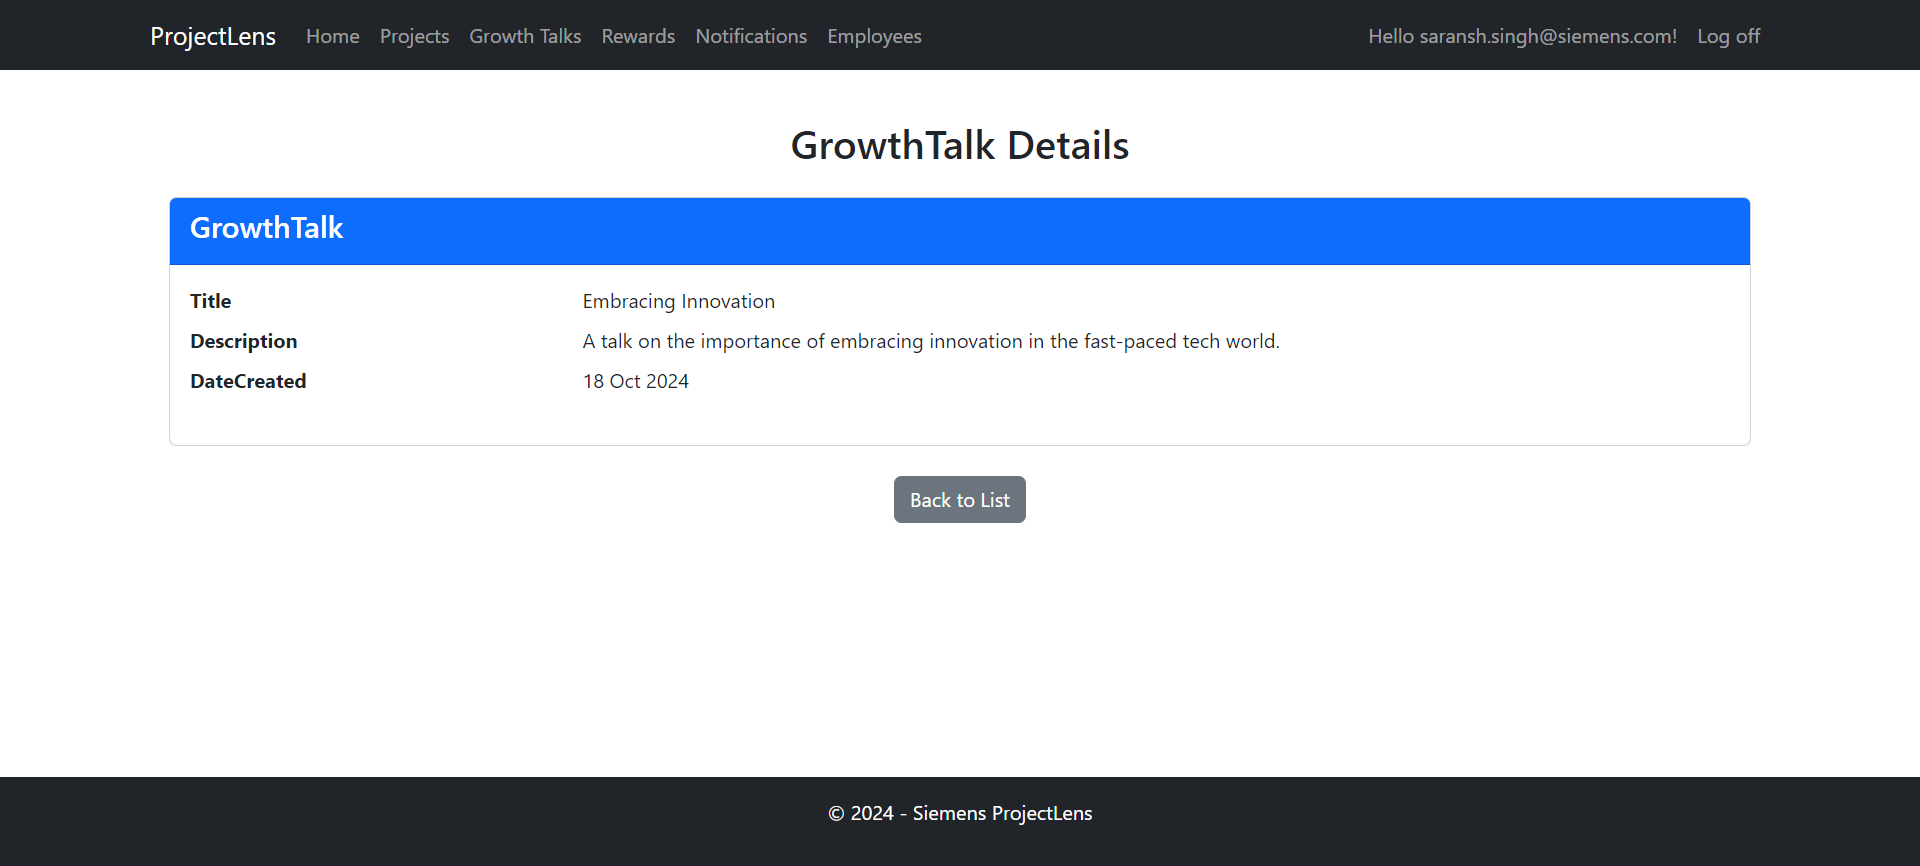 ProjectLens Home Projects Growth Talks Rewards Notifications Employees Hello saransh.singh@siemens.com! Log off
GrowthTalk Details
GrowthTalk
Title Embracing Innovation
Description A talk on the importance of embracing innovation in the fast-paced tech world.
DateCreated 18 Oct 2024
Back to List
© 2024 - Siemens ProjectLens